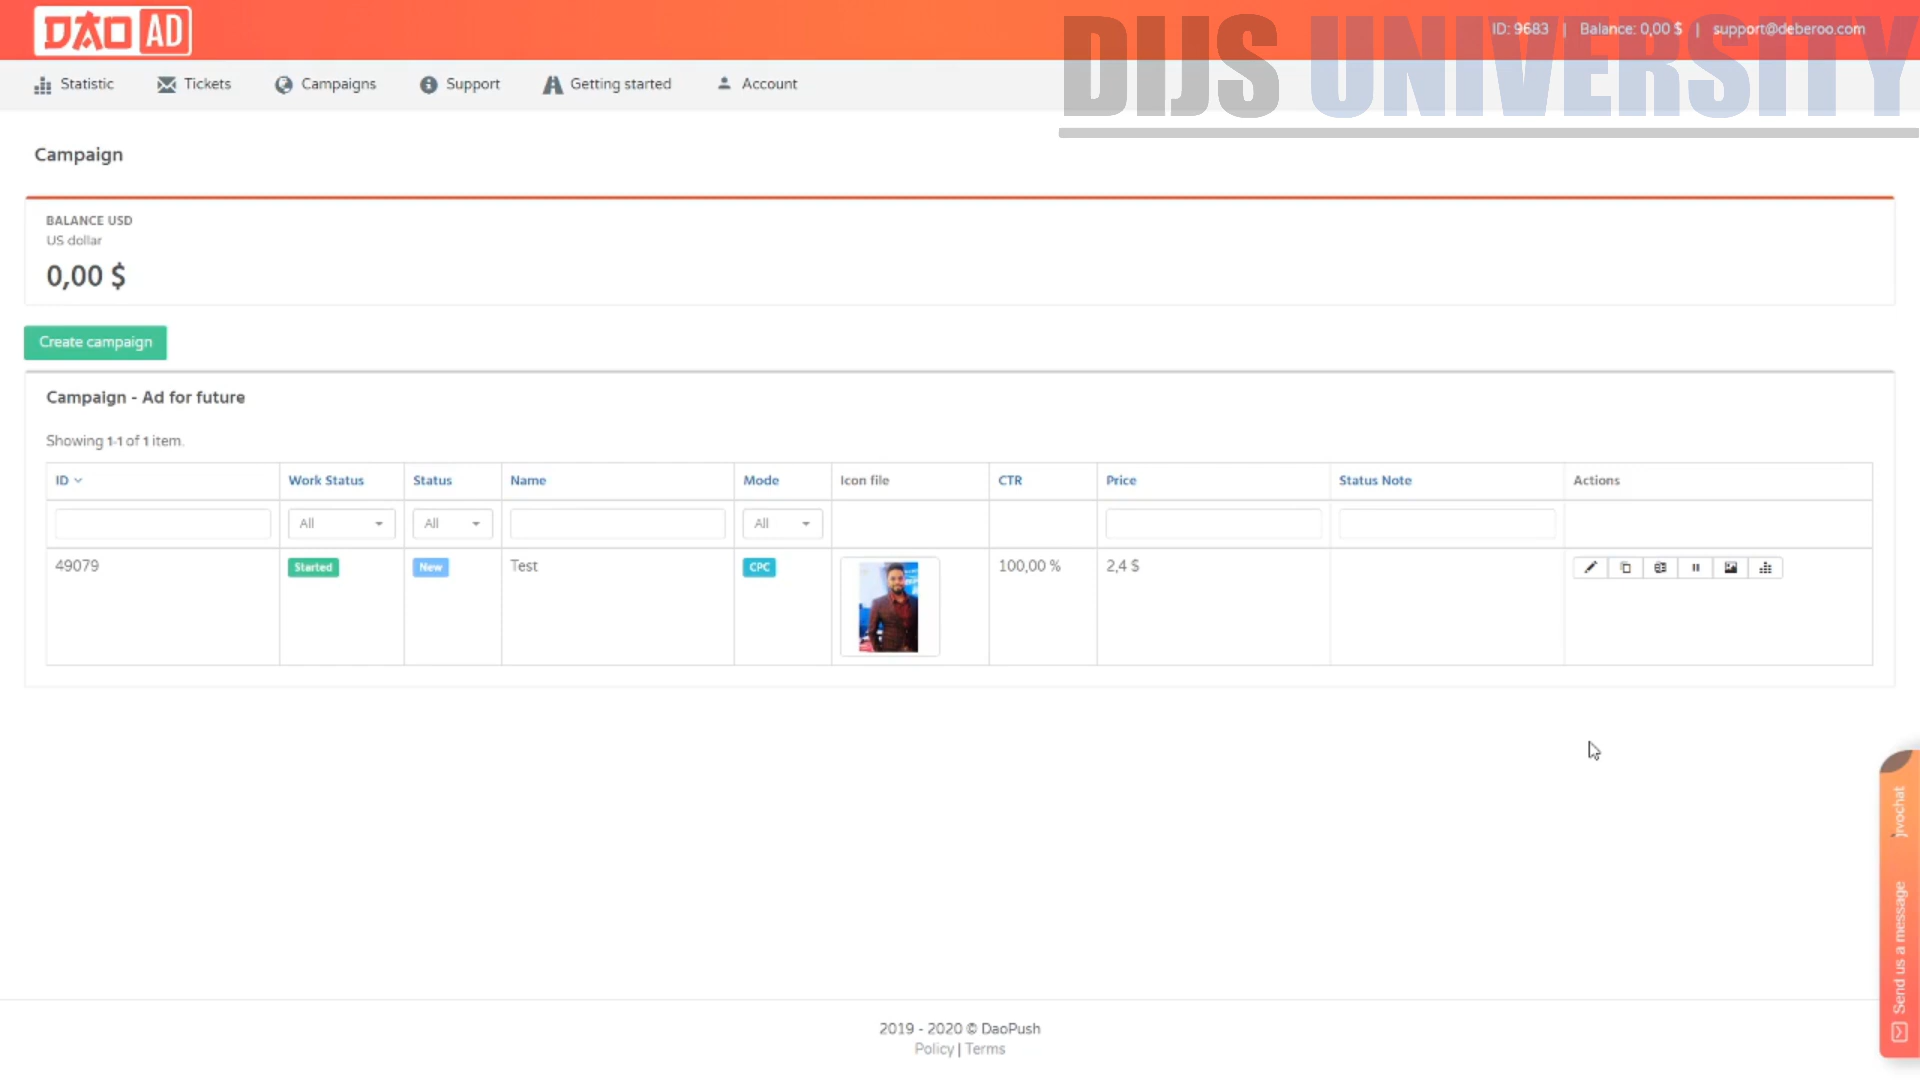 DAO AD
DIJS UNIVERSITY
ID: 9683 | Balance: 0,00 $ | support@deberoo.com
Statistic
Tickets
Campaigns
Support
Getting started
Account
Campaign
BALANCE USD
US dollar
0,00 $
Create campaign
Campaign - Ad for future
Showing 1-1 of 1 item.
ID Work Status Status Name Mode Icon file CTR Price Status Note Actions
All All All
49079 Started New Test CPC 100,00 % 2,4 $
jivochat
Send us a message
2019 - 2020 © DaoPush
Policy | Terms